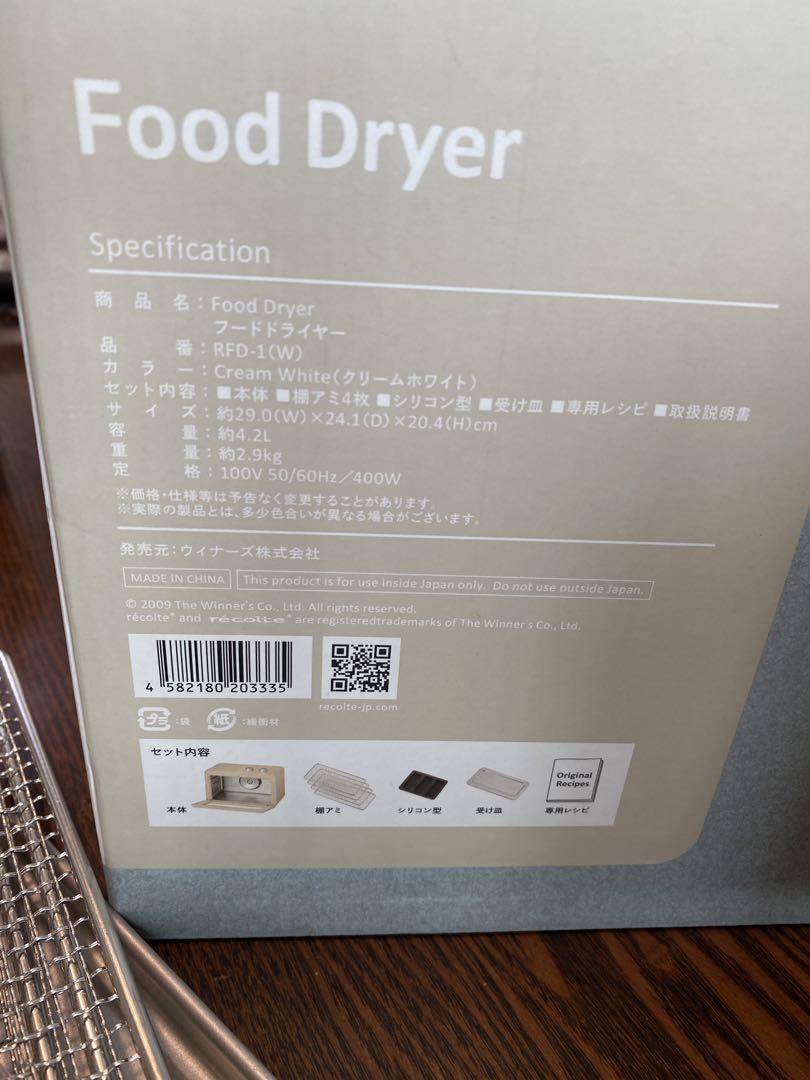 Food Dryer
Specification
商品名：Food Dryer
フードドライヤー
品番：RFD-1(W)
カラー：Cream White(クリームホワイト)
セット内容：■本体 ■棚アミ4枚 ■シリコン型 ■受け皿 ■専用レシピ ■取扱説明書
サイズ：約29.0(W)×24.1(D)×20.4(H)cm
容量：約4.2L
重量：約2.9kg
定格：100V 50/60Hz／400W
※価格・仕様等は予告なく変更することがあります。
※実際の製品とは、多少色合いが異なる場合がございます。
発売元：ウィナーズ株式会社
MADE IN CHINA This product is for use inside Japan only. Do not use outside Japan.
© 2009 The Winner's Co., Ltd. All rights reserved.
récolte® and récolte® are registeredtrademarks of The Winner's Co., Ltd.
4 582180 203335
recolte-jp.com
プラ：袋 紙：緩衝材
セット内容
本体 棚アミ シリコン型 受け皿 Original Recipes 専用レシピ